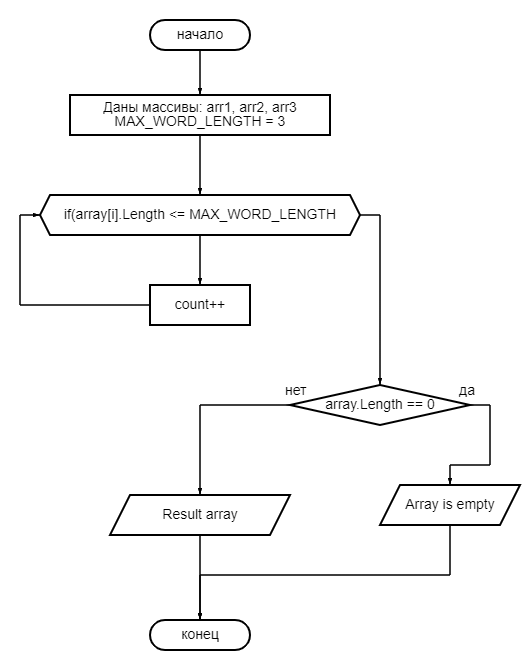 начало
Даны массивы: arr1, arr2, arr3
MAX_WORD_LENGTH = 3
if(array[i].Length <= MAX_WORD_LENGTH
count++
нет
да
array.Length == 0
Result array
Array is empty
конец